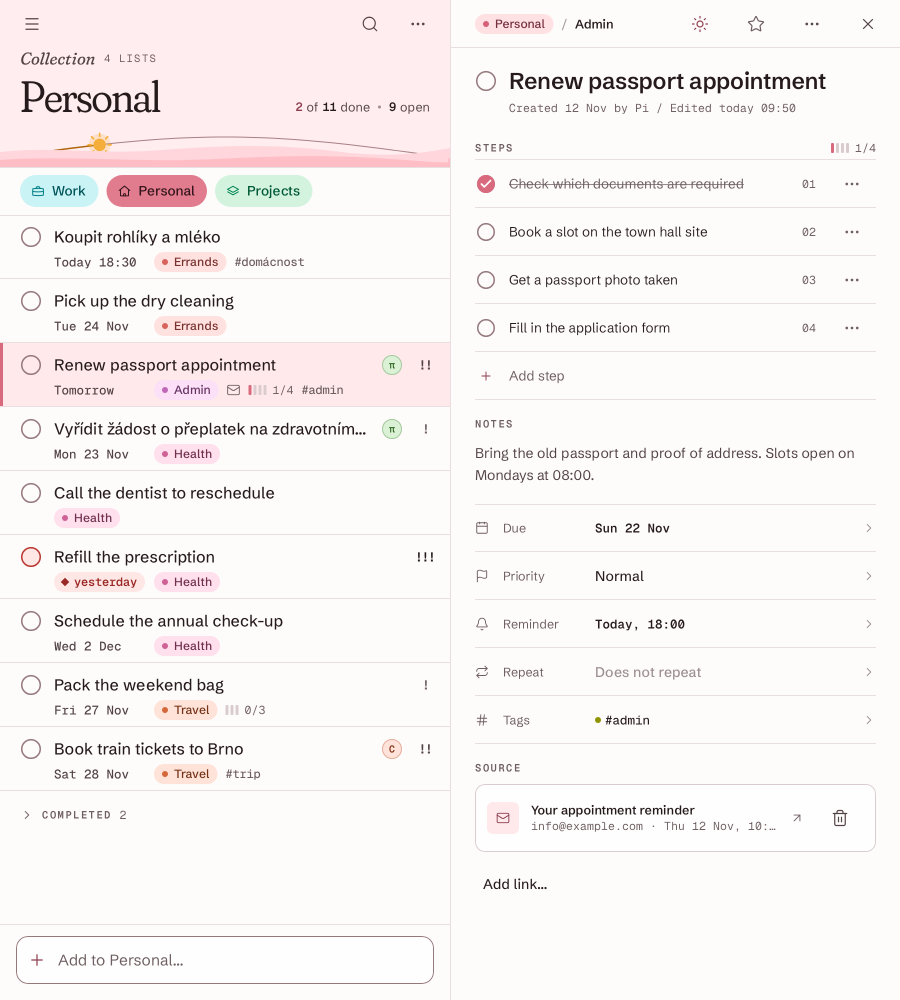 Collection 4 LISTS
Personal
2 of 11 done • 9 open
Work Personal Projects
Koupit rohlíky a mléko
Today 18:30 Errands #domácnost
Pick up the dry cleaning
Tue 24 Nov Errands
Renew passport appointment π !!
Tomorrow Admin 1/4 #admin
Vyřídit žádost o přeplatek na zdravotním… π !
Mon 23 Nov Health
Call the dentist to reschedule
Health
Refill the prescription !!!
yesterday Health
Schedule the annual check-up
Wed 2 Dec Health
Pack the weekend bag !
Fri 27 Nov Travel 0/3
Book train tickets to Brno C !!
Sat 28 Nov Travel #trip
COMPLETED 2
Add to Personal…
Personal / Admin
Renew passport appointment
Created 12 Nov by Pi / Edited today 09:50
STEPS 1/4
Check which documents are required 01
Book a slot on the town hall site 02
Get a passport photo taken 03
Fill in the application form 04
Add step
NOTES
Bring the old passport and proof of address. Slots open on
Mondays at 08:00.
Due Sun 22 Nov
Priority Normal
Reminder Today, 18:00
Repeat Does not repeat
Tags #admin
SOURCE
Your appointment reminder
info@example.com · Thu 12 Nov, 10:…
Add link…